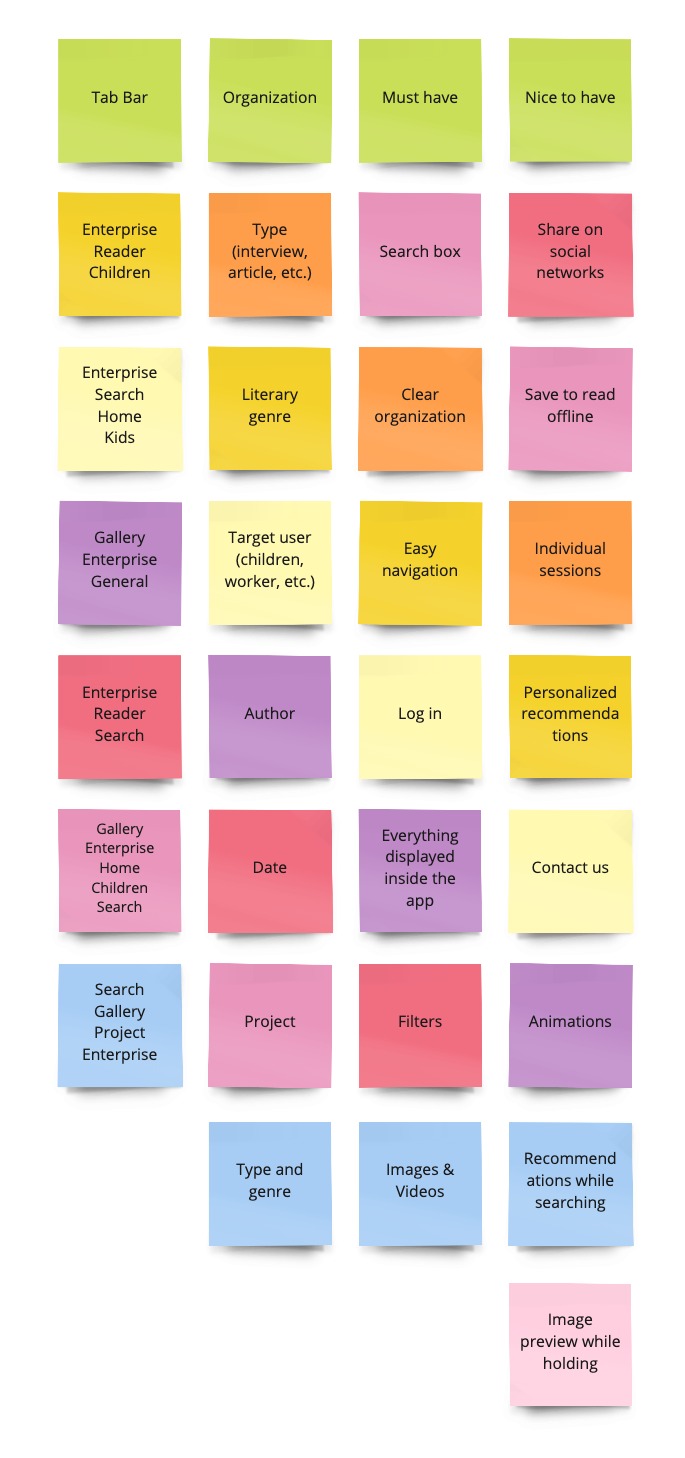 Tab Bar
Organization
Must have
Nice to have
Enterprise
Reader
Children
Type
(interview,
article, etc.)
Search box
Share on
social
networks
Enterprise
Search
Home
Kids
Literary
genre
Clear
organization
Save to read
offline
Gallery
Enterprise
General
Target user
(children,
worker, etc.)
Easy
navigation
Individual
sessions
Enterprise
Reader
Search
Author
Log in
Personalized
recommenda
tions
Gallery
Enterprise
Home
Children
Search
Date
Everything
displayed
inside the
app
Contact us
Search
Gallery
Project
Enterprise
Project
Filters
Animations
Type and
genre
Images &
Videos
Recommend
ations while
searching
Image
preview while
holding